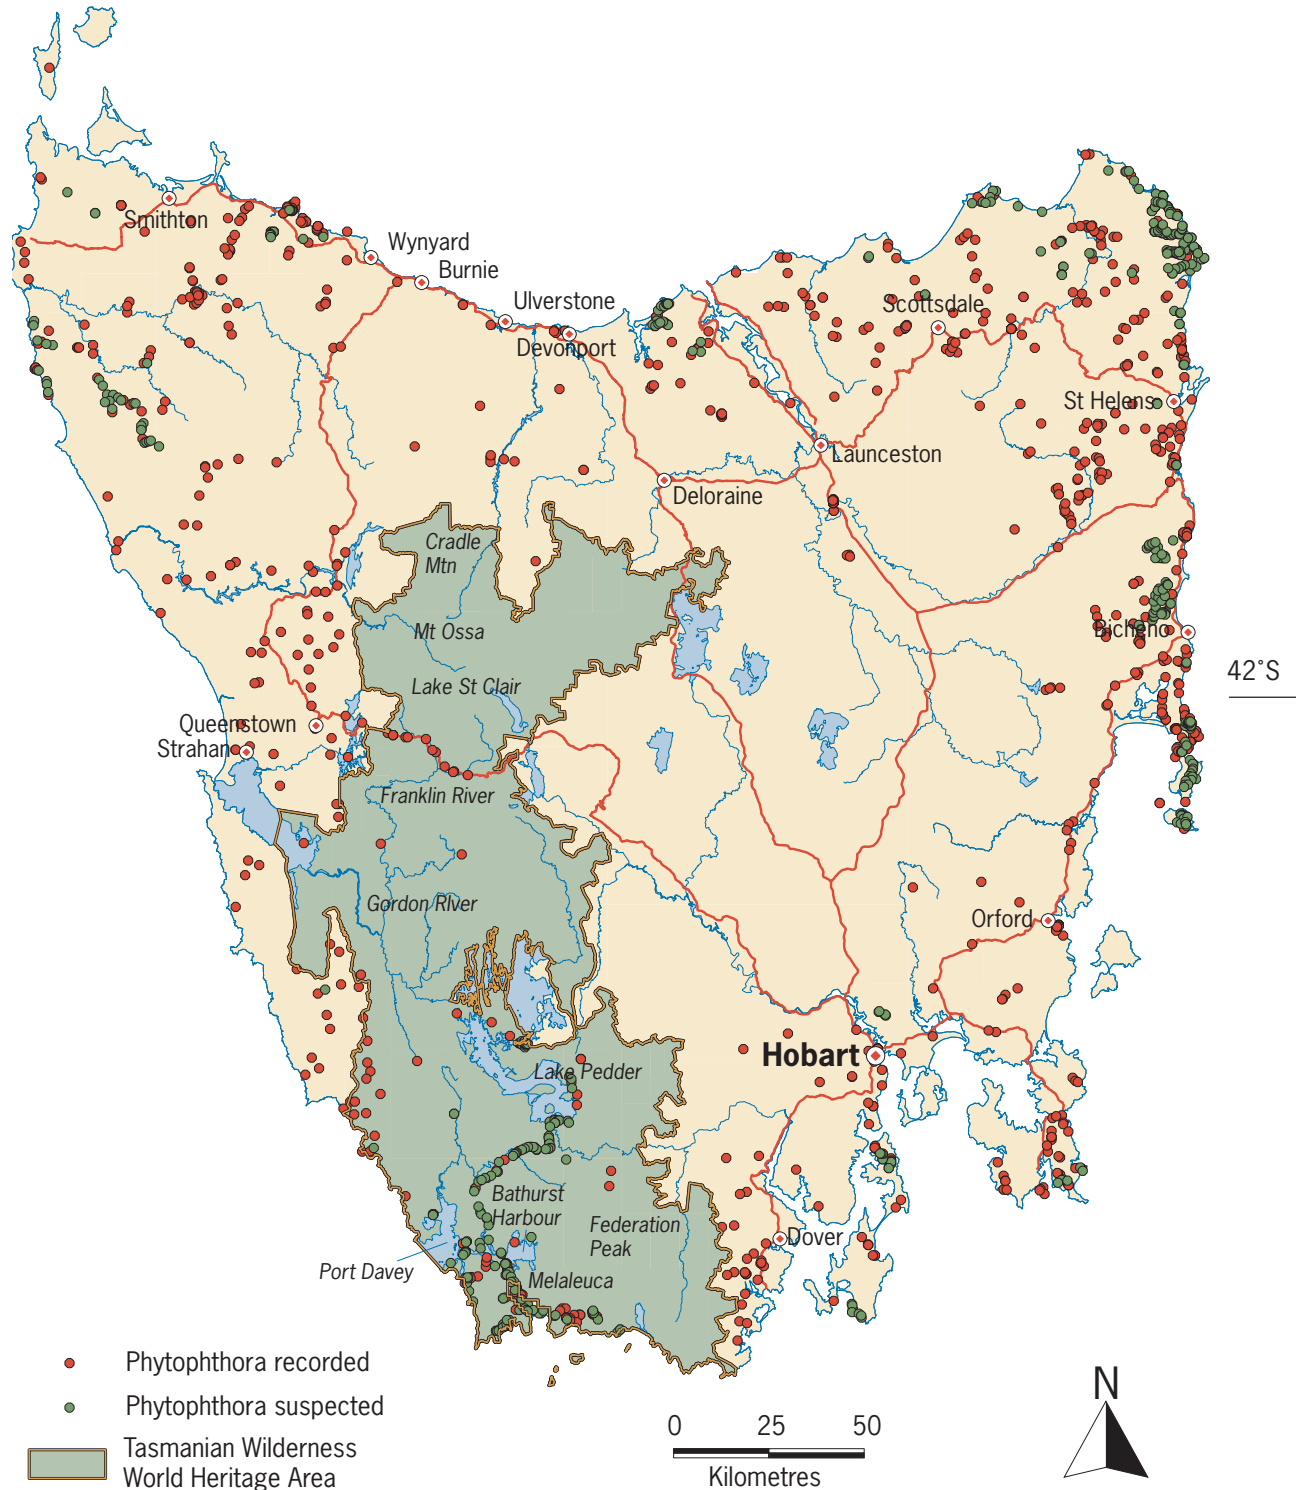 Smithton
Wynyard
Burnie
Ulverstone
Devonport
Scottsdale
St Helens
Launceston
Deloraine
Cradle
Mtn
Mt Ossa
Bicheno
Lake St Clair
42˚S
Queenstown
Strahan
Franklin River
Gordon RIver
Orford
Hobart
Lake Pedder
Bathurst
Harbour
Federation
Peak
Dover
Port Davey
Melaleuca
Phytophthora recorded
Phytophthora suspected
Tasmanian Wilderness
World Heritage Area
0 25 50
Kilometres
N